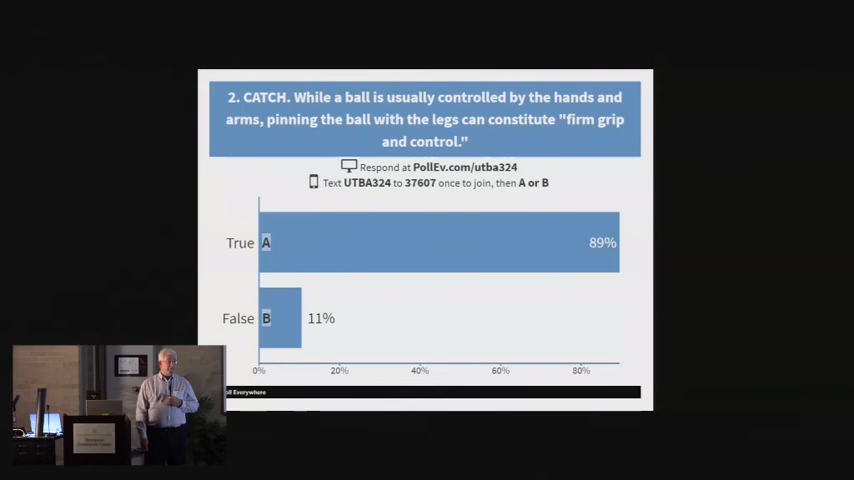 2. CATCH. While a ball is usually controlled by the hands and
arms, pinning the ball with the legs can constitute "firm grip
and control."
Respond at PollEv.com/utba324
Text UTBA324 to 37607 once to join, then A or B
True A 89%
False B 11%
0% 20% 40% 60% 80%
oll Everywhere